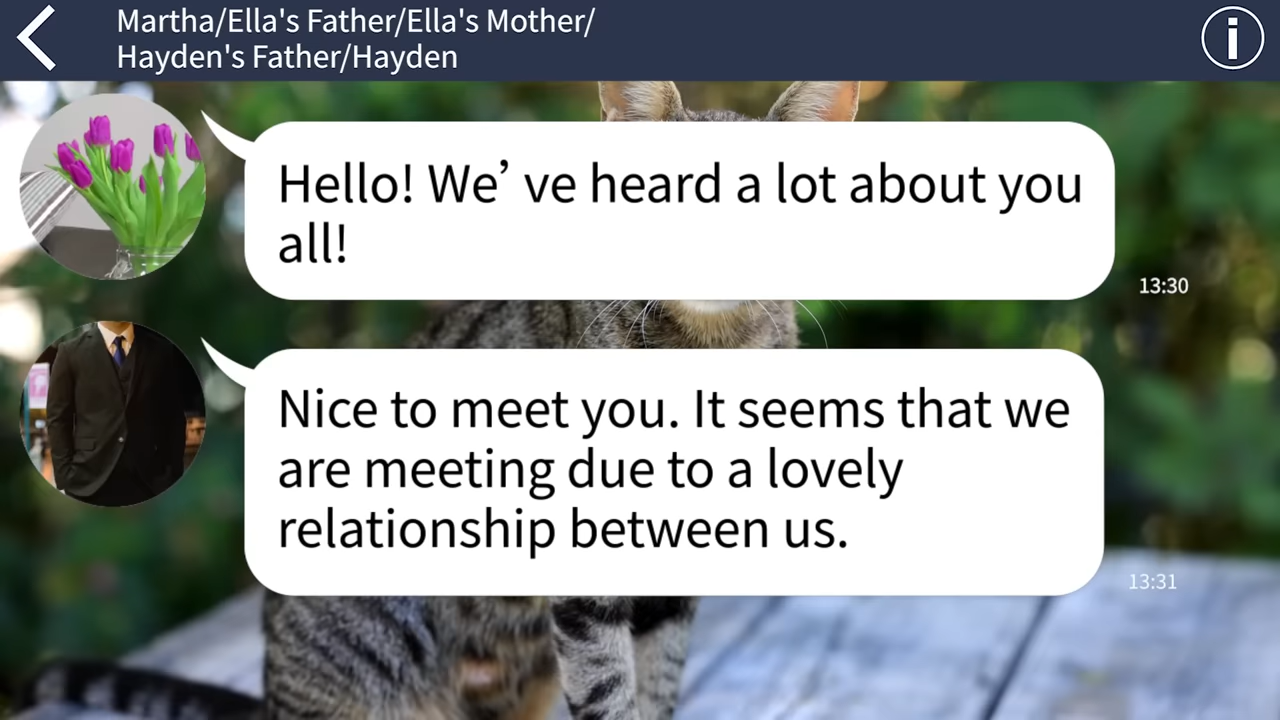 Martha/Ella's Father/Ella's Mother/
Hayden's Father/Hayden
Hello! We’ ve heard a lot about you
all!
13:30
Nice to meet you. It seems that we
are meeting due to a lovely
relationship between us.
13:31